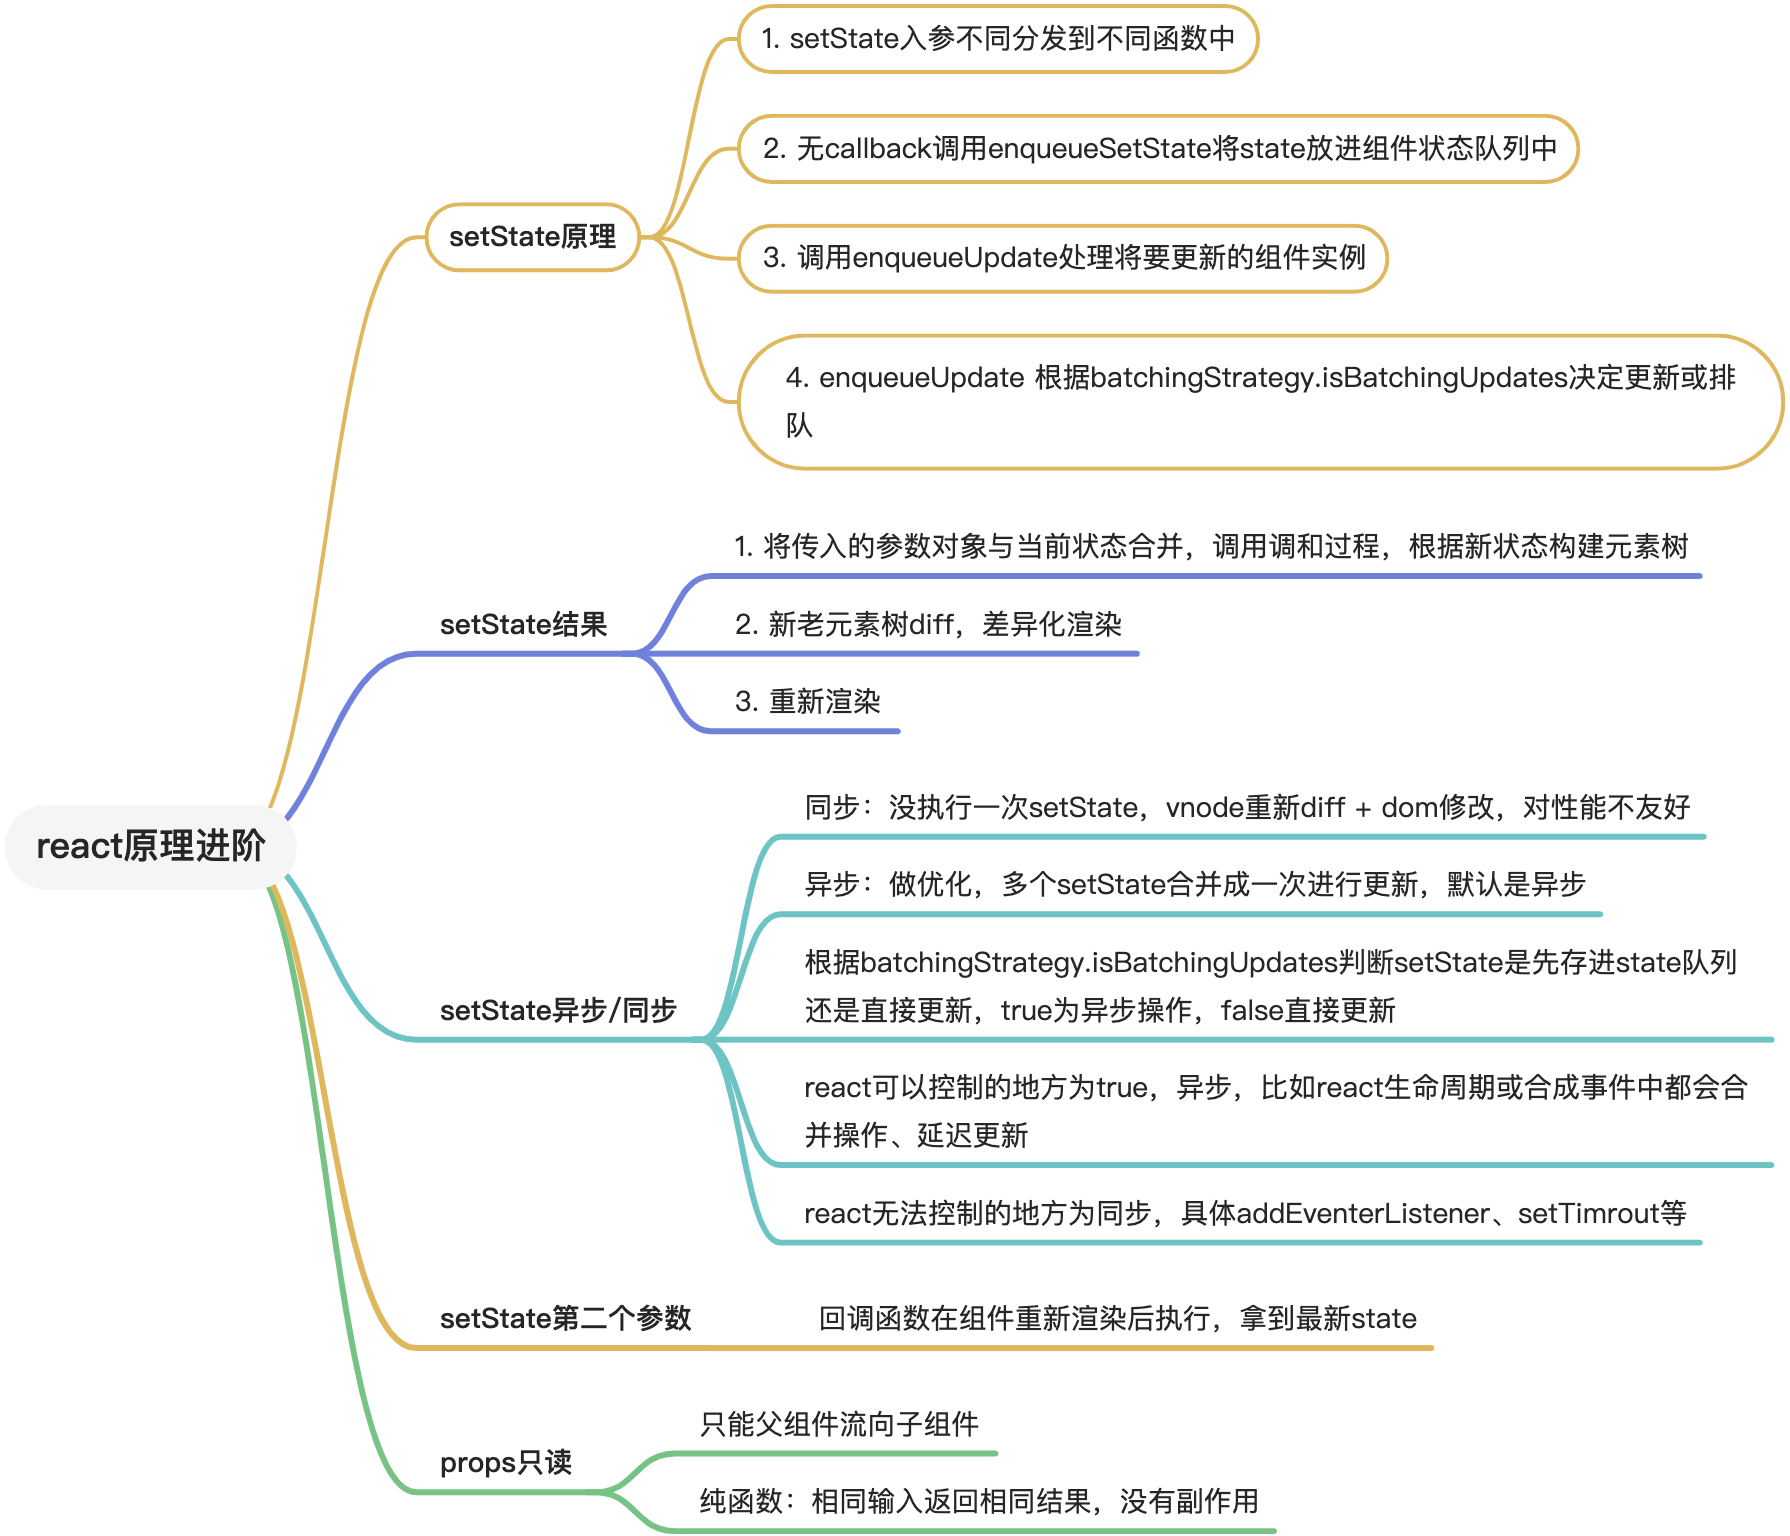 1. setState入参不同分发到不同函数中
2. 无callback调用enqueueSetState将state放进组件状态队列中
setState原理
3. 调用enqueueUpdate处理将要更新的组件实例
4. enqueueUpdate 根据batchingStrategy.isBatchingUpdates决定更新或排
队
1. 将传入的参数对象与当前状态合并，调用调和过程，根据新状态构建元素树
setState结果
2. 新老元素树diff，差异化渲染
3. 重新渲染
react原理进阶
同步：没执行一次setState，vnode重新diff + dom修改，对性能不友好
异步：做优化，多个setState合并成一次进行更新，默认是异步
根据batchingStrategy.isBatchingUpdates判断setState是先存进state队列
还是直接更新，true为异步操作，false直接更新
setState异步/同步
react可以控制的地方为true，异步，比如react生命周期或合成事件中都会合
并操作、延迟更新
react无法控制的地方为同步，具体addEventerListener、setTimrout等
setState第二个参数
回调函数在组件重新渲染后执行，拿到最新state
只能父组件流向子组件
props只读
纯函数：相同输入返回相同结果，没有副作用